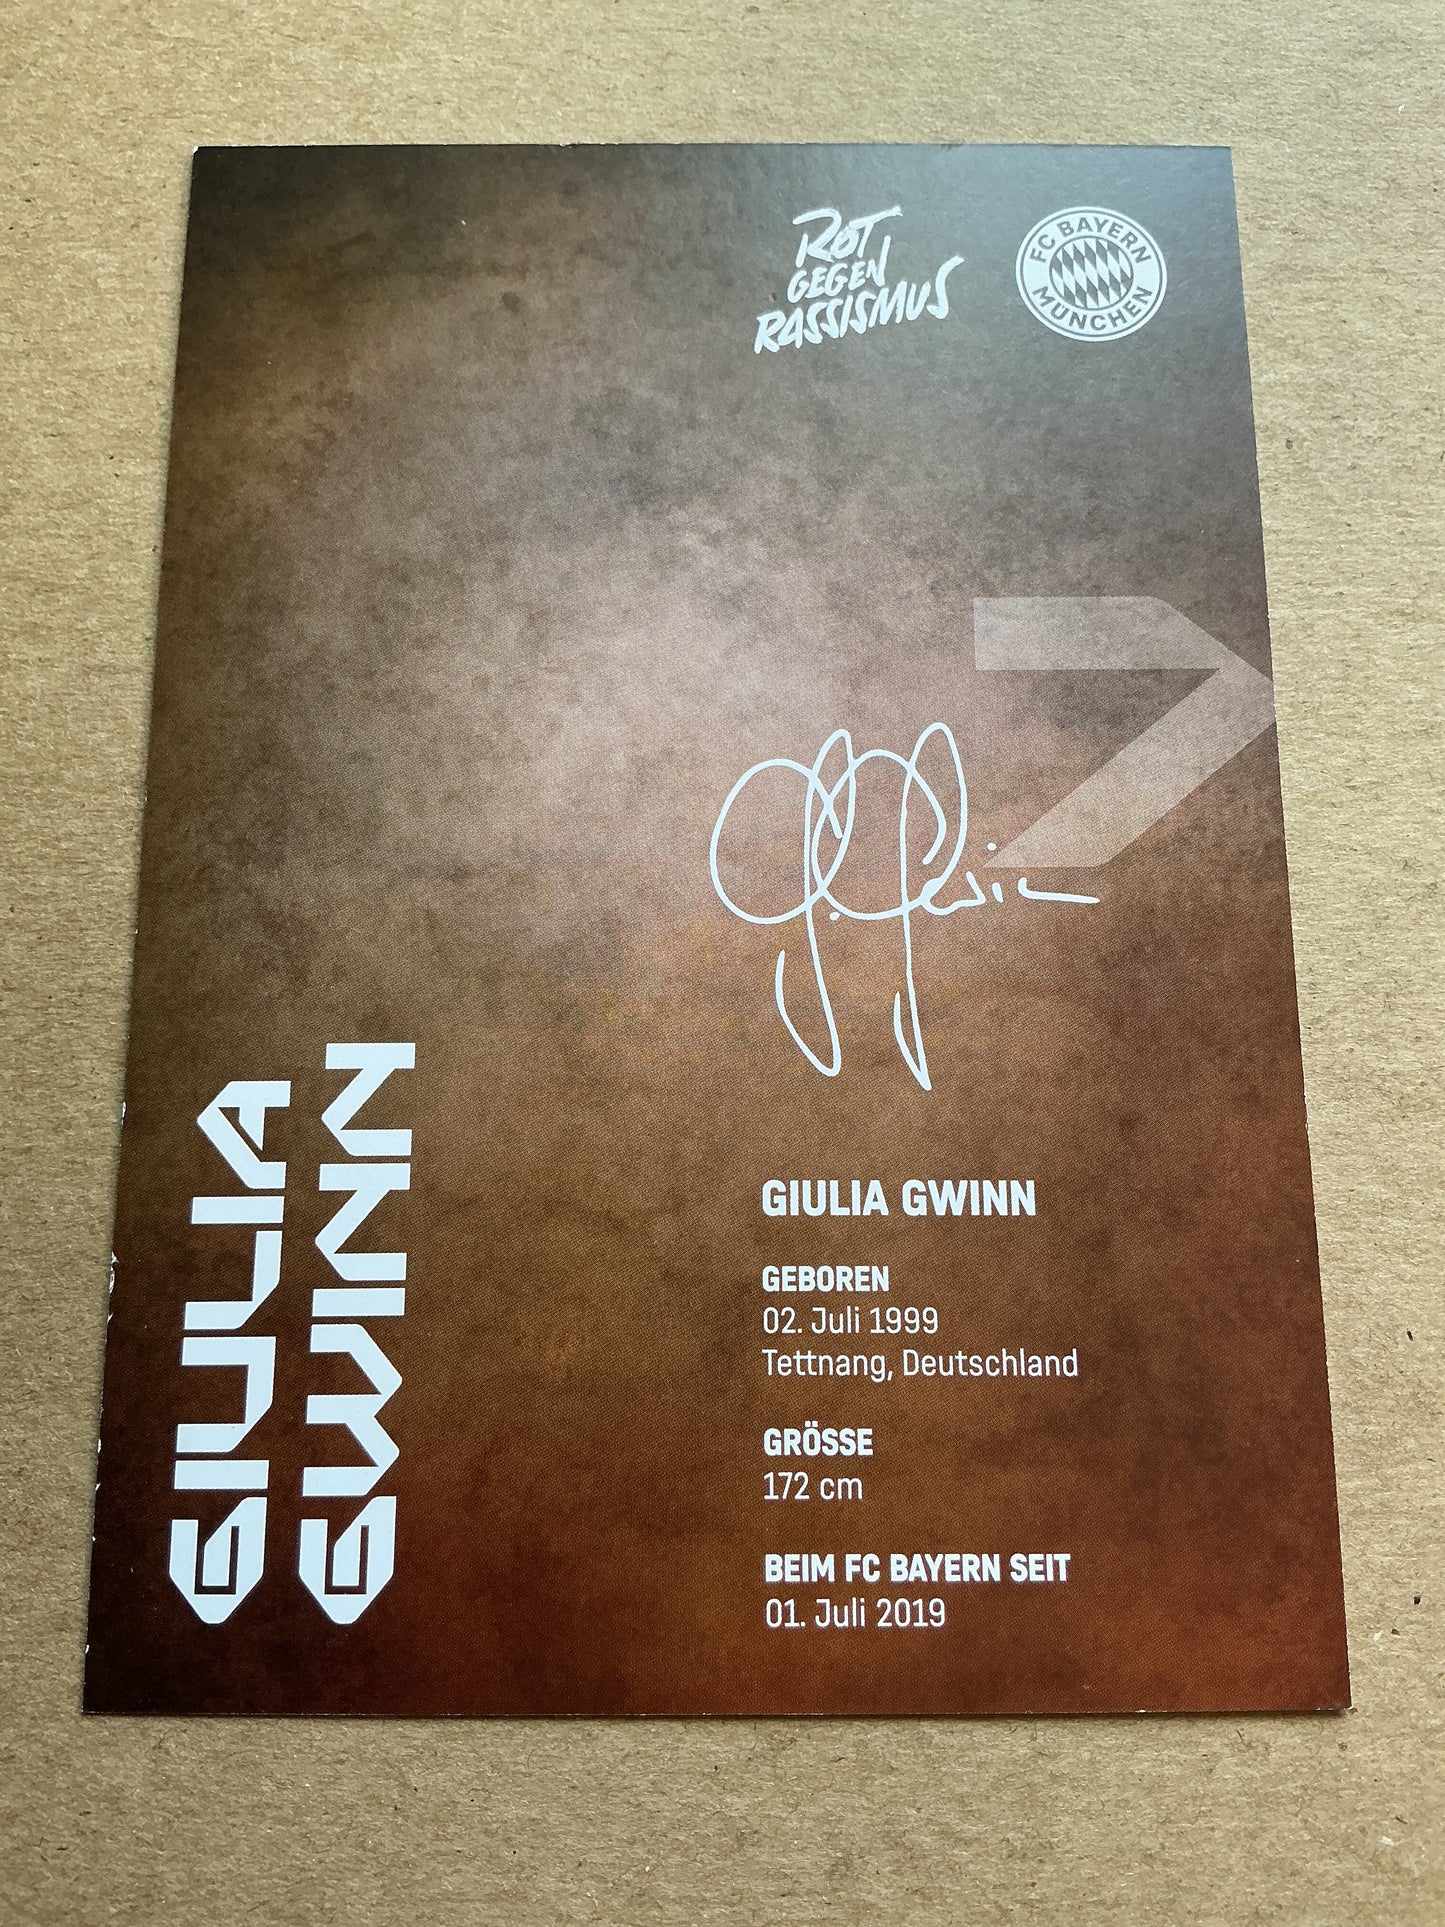 ROT
GEGEN
RASSISMUS
FC BAYERN
MÜNCHEN
7
G. Gwinn
GIULIA
GWINN
GIULIA GWINN
GEBOREN
02. Juli 1999
Tettnang, Deutschland
GRÖSSE
172 cm
BEIM FC BAYERN SEIT
01. Juli 2019